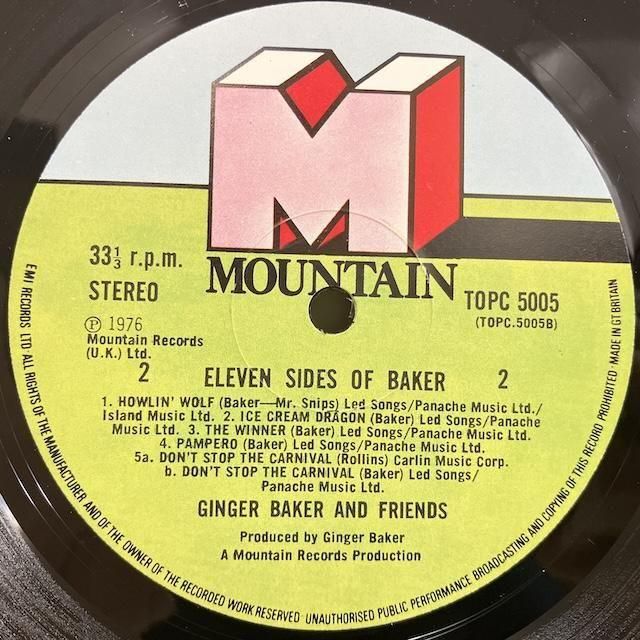 M
MOUNTAIN
33⅓ r.p.m.
STEREO
TOPC 5005
(TOPC.5005B)
Ⓟ 1976
Mountain Records
(U.K.) Ltd.
2 ELEVEN SIDES OF BAKER 2
1. HOWLIN' WOLF (Baker—Mr. Snips) Led Songs/Panache Music Ltd./
Island Music Ltd. 2. ICE CREAM DRAGON (Baker) Led Songs/Panache
Music Ltd. 3. THE WINNER (Baker) Led Songs/Panache Music Ltd.
4. PAMPERO (Baker) Led Songs/Panache Music Ltd.
5a. DON'T STOP THE CARNIVAL (Rollins) Carlin Music Corp.
b. DON'T STOP THE CARNIVAL (Baker) Led Songs/
Panache Music Ltd.
GINGER BAKER AND FRIENDS
Produced by Ginger Baker
A Mountain Records Production
EMI RECORDS LTD ALL RIGHTS OF THE MANUFACTURER AND OF THE OWNER OF THE RECORDED WORK RESERVED · UNAUTHORISED PUBLIC PERFORMANCE BROADCASTING AND COPYING OF THIS RECORD PROHIBITED · MADE IN GT BRITAIN